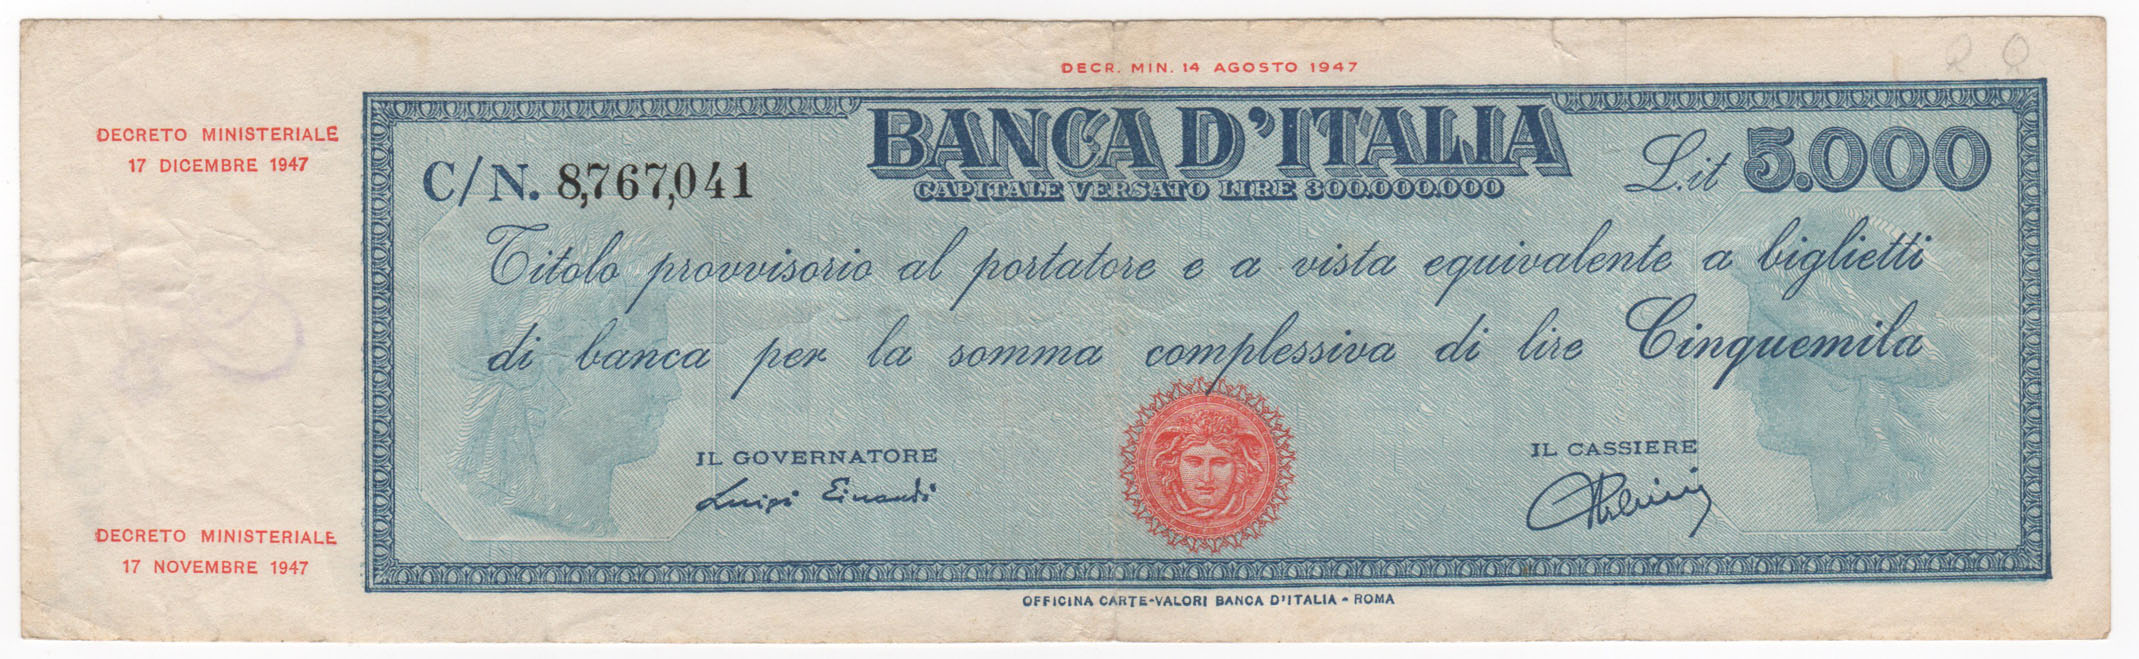 DECR. MIN. 14 AGOSTO 1947
DECRETO MINISTERIALE
17 DICEMBRE 1947
BANCA D'ITALIA
CAPITALE VERSATO LIRE 300.000.000
C/N. 8,767,041
L.it 5.000
Titolo provvisorio al portatore e a vista equivalente a biglietti
di banca per la somma complessiva di lire Cinquemila
IL GOVERNATORE
Luigi Einaudi
IL CASSIERE
DECRETO MINISTERIALE
17 NOVEMBRE 1947
OFFICINA CARTE-VALORI BANCA D'ITALIA - ROMA